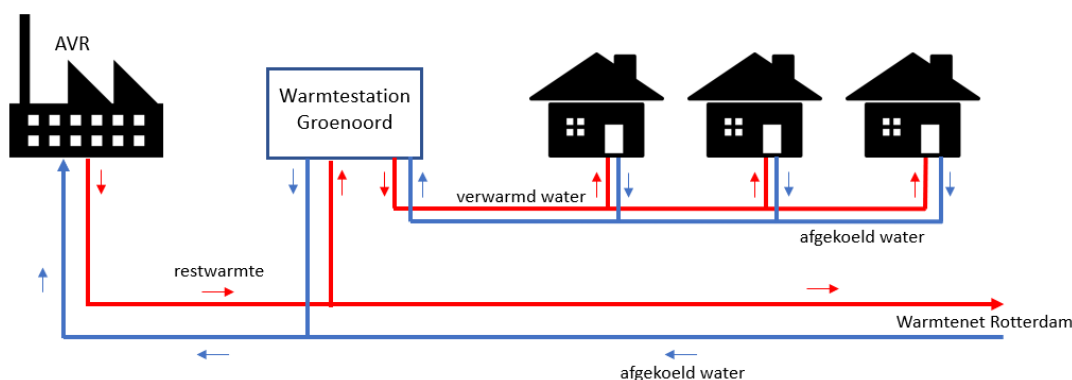 AVR
Warmtestation
Groenoord
verwarmd water
afgekoeld water
restwarmte
Warmtenet Rotterdam
afgekoeld water